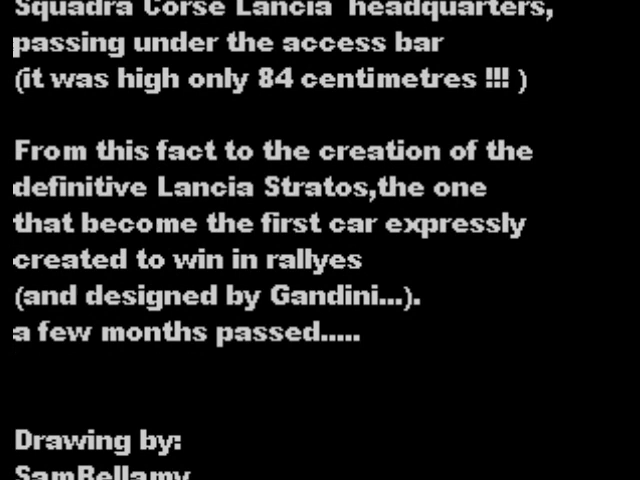 Squadra Corse Lancia headquarters,
passing under the access bar
(it was high only 84 centimetres !!! )
From this fact to the creation of the
definitive Lancia Stratos,the one
that become the first car expressly
created to win in rallyes
(and designed by Gandini...).
a few months passed.....
Drawing by:
SamBellamy